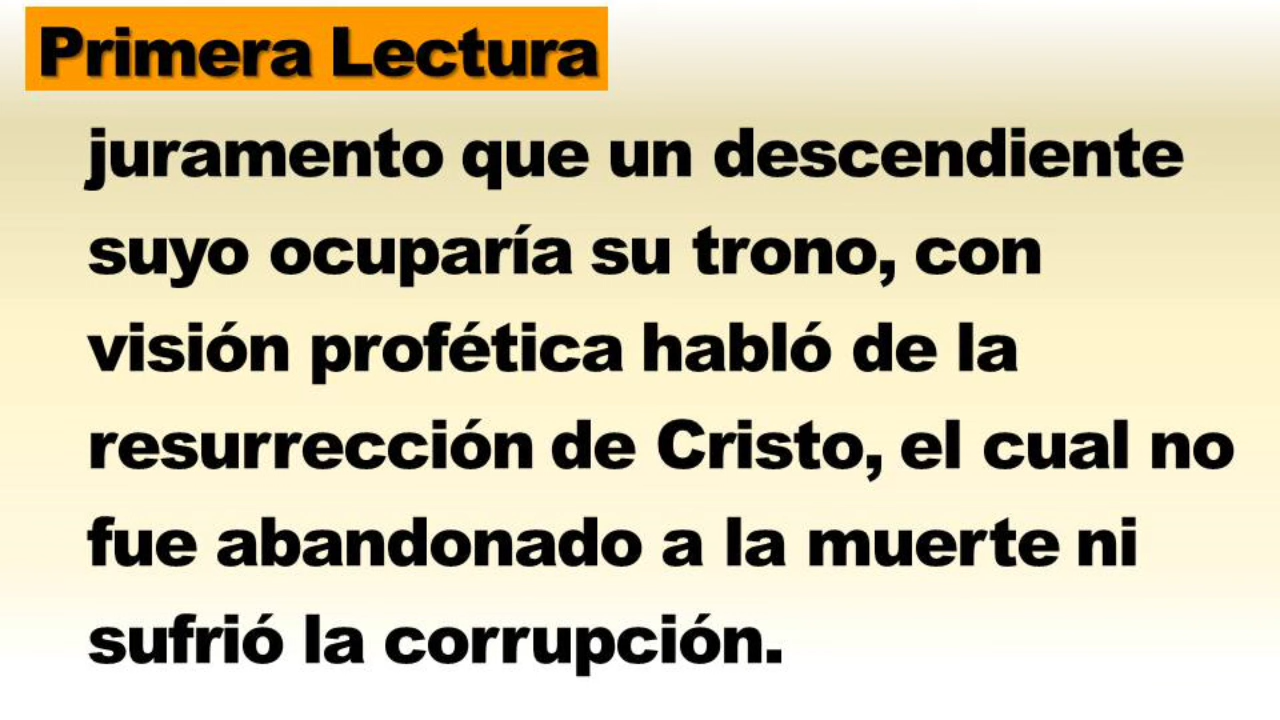 Primera Lectura
juramento que un descendiente
suyo ocuparía su trono, con
visión profética habló de la
resurrección de Cristo, el cual no
fue abandonado a la muerte ni
sufrió la corrupción.